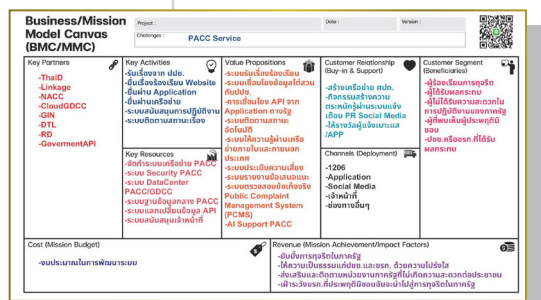 Business/Mission
Model Canvas
(BMC/MMC)
Project :
Date :
Version :
Challenges :
PACC Service
Key Partners
-ThaiD
-Linkage
-NACC
-CloudGDCC
-GIN
-DTL
-RD
-GovermentAPI
Key Activities
-รับเรื่องจาก ปปช.
-ยื่นเรื่องร้องเรียน Website
-ยื่นผ่าน Application
-ยื่นผ่านเครือข่าย
-ระบบสนับสนุนการปฏิบัติงาน
-ระบบติดตามสถานะเรื่อง
Key Resources
-จัดทำระบบเครือข่าย PACC
-ระบบ Security PACC
-ระบบ DataCenter
PACC/GDCC
-ระบบฐานข้อมูลกลาง PACC
-ระบบแลกเปลี่ยนข้อมูล API
-ระบบสนับสนุนเจ้าหน้าที่
Value Propositions
-ระบบรับเรื่องร้องเรียน
-ระบบเชื่อมโยงข้อมูลไต่สวน
กับปปช.
-การเชื่อมโยง API จาก
Application ทางรัฐ
-ระบบติดตามสถานะ
อัตโนมัติ
-ระบบให้ความรู้ผ่านเครือ
ข่ายภายในและภายนอก
ประเทศ
-ระบบประเมินความเสี่ยง
-ระบบรายงานข้อเสนอแนะ
-ระบบตรวจสอบข้อเท็จจริง
Public Complaint
Management System
(PCMS)
-AI Support PACC
Customer Relationship
(Buy-in & Support)
-สร้างเครือข่าย ศปท.
-กิจกรรมสร้างความ
ตระหนักรู้ผ่านระบบแจ้ง
เตือน PR Social Media
-ให้รางวัลผู้แจ้งเบาะแส
/APP
Channels (Deployment)
-1206
-Application
-Social Media
-เจ้าหน้าที่
-ช่องทางอื่นๆ
Customer Segment
(Beneficiaries)
-ผู้ร้องเรียนการทุจริต
-ผู้ได้รับผลกระทบ
-ผู้ไม่ได้รับความสะดวกใน
การปฏิบัติงานของภาครัฐ
-ผู้ที่พบเห็นผู้ประพฤติมิ
ชอบ
-ปชช.หรือขรก.ที่ได้รับ
ผลกระทบ
Cost (Mission Budget)
-งบประมาณในการพัฒนาระบบ
Revenue (Mission Achievement/Impact Factors)
-ยับยั้งการทุจริตในภาครัฐ
-ให้ความเป็นธรรมแก่ปชช.และขรก. ด้วยความโปร่งใส
-ส่งเสริมและติดตามหน่วยงานภาครัฐที่ไม่เกิดความสะดวกต่อประชาชน
-เฝ้าระวังขรก.ที่ประพฤติมิชอบอันจะนำไปสู่การทุจริตในภาครัฐ